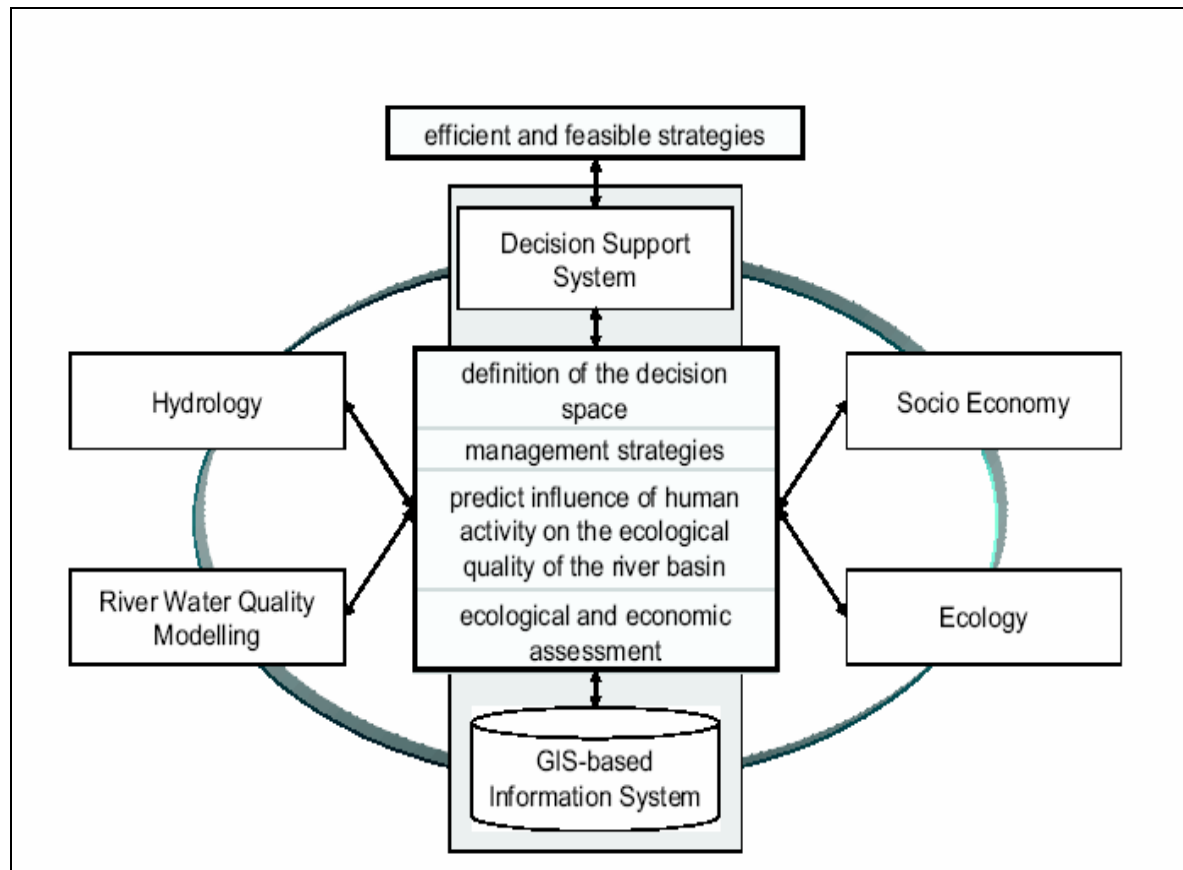 efficient and feasible strategies
Decision Support
System
Hydrology
definition of the decision
space
Socio Economy
management strategies
predict influence of human
activity on the ecological
quality of the river basin
River Water Quality
Modelling
ecological and economic
assessment
Ecology
GIS-based
Information System